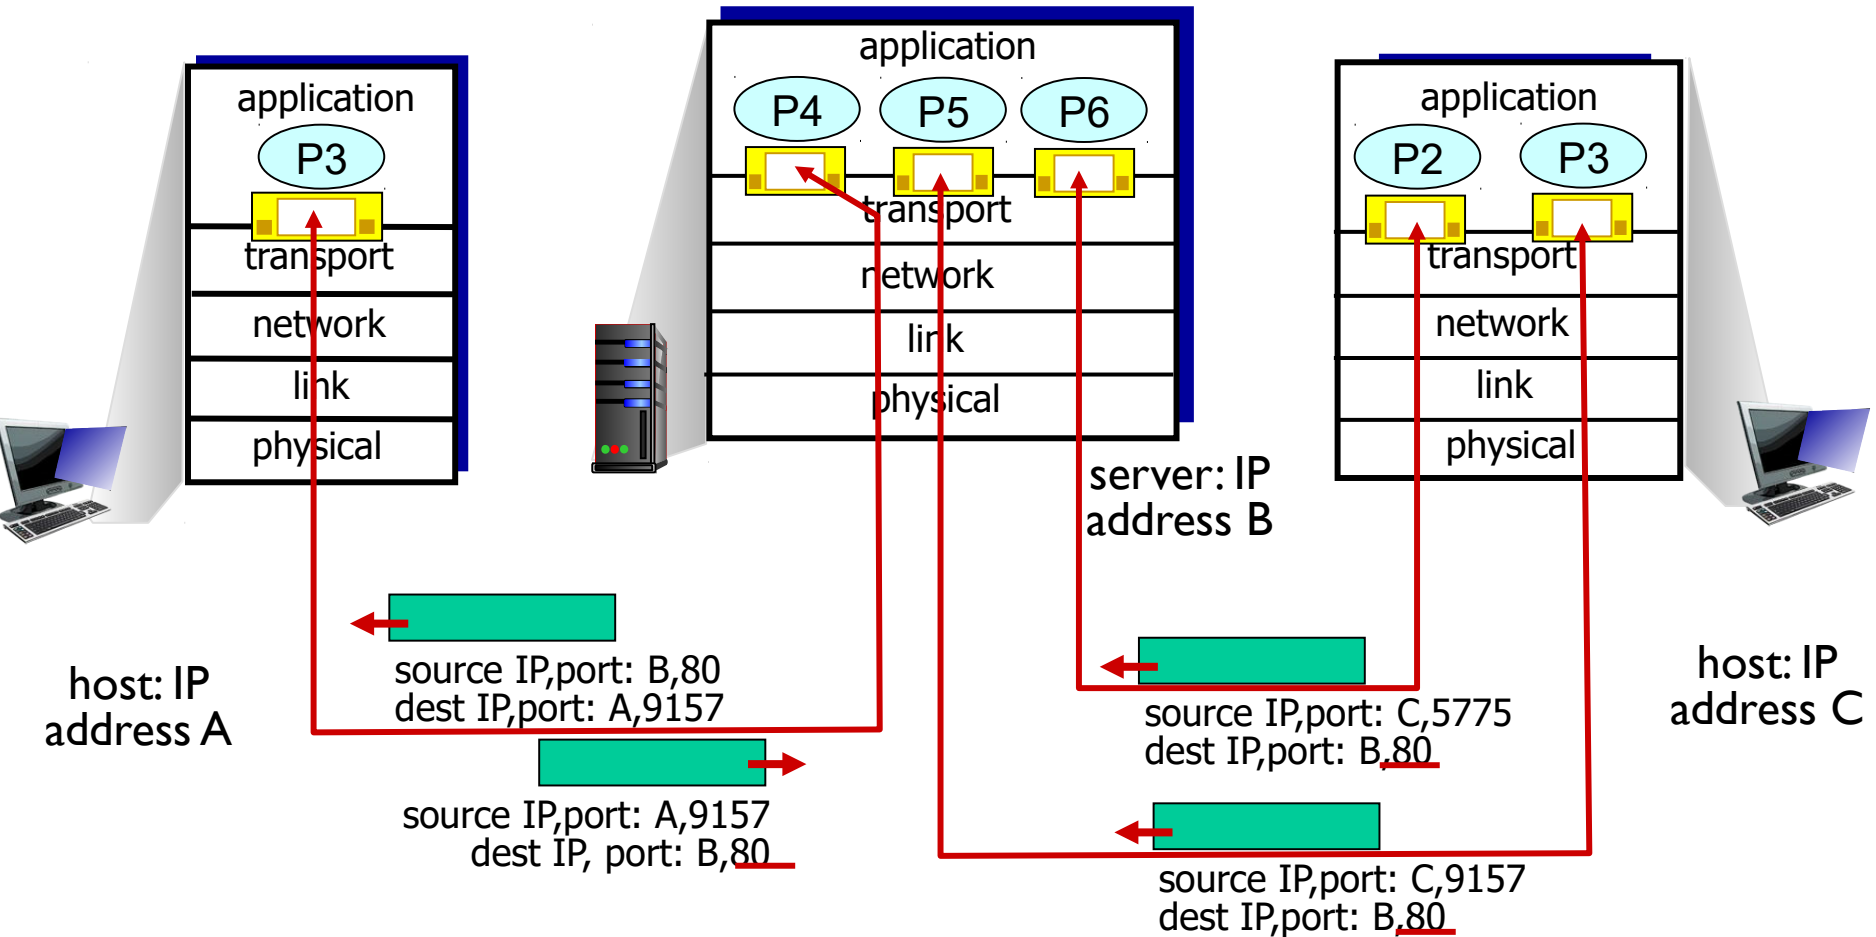 application
P3
transport
network
link
physical
host: IP
address A
application
P4
P5
P6
transport
network
link
physical
server: IP
address B
application
P2
P3
transport
network
link
physical
host: IP
address C
source IP,port: B,80
dest IP,port: A,9157
source IP,port: A,9157
dest IP, port: B,80
source IP,port: C,5775
dest IP,port: B,80
source IP,port: C,9157
dest IP,port: B,80